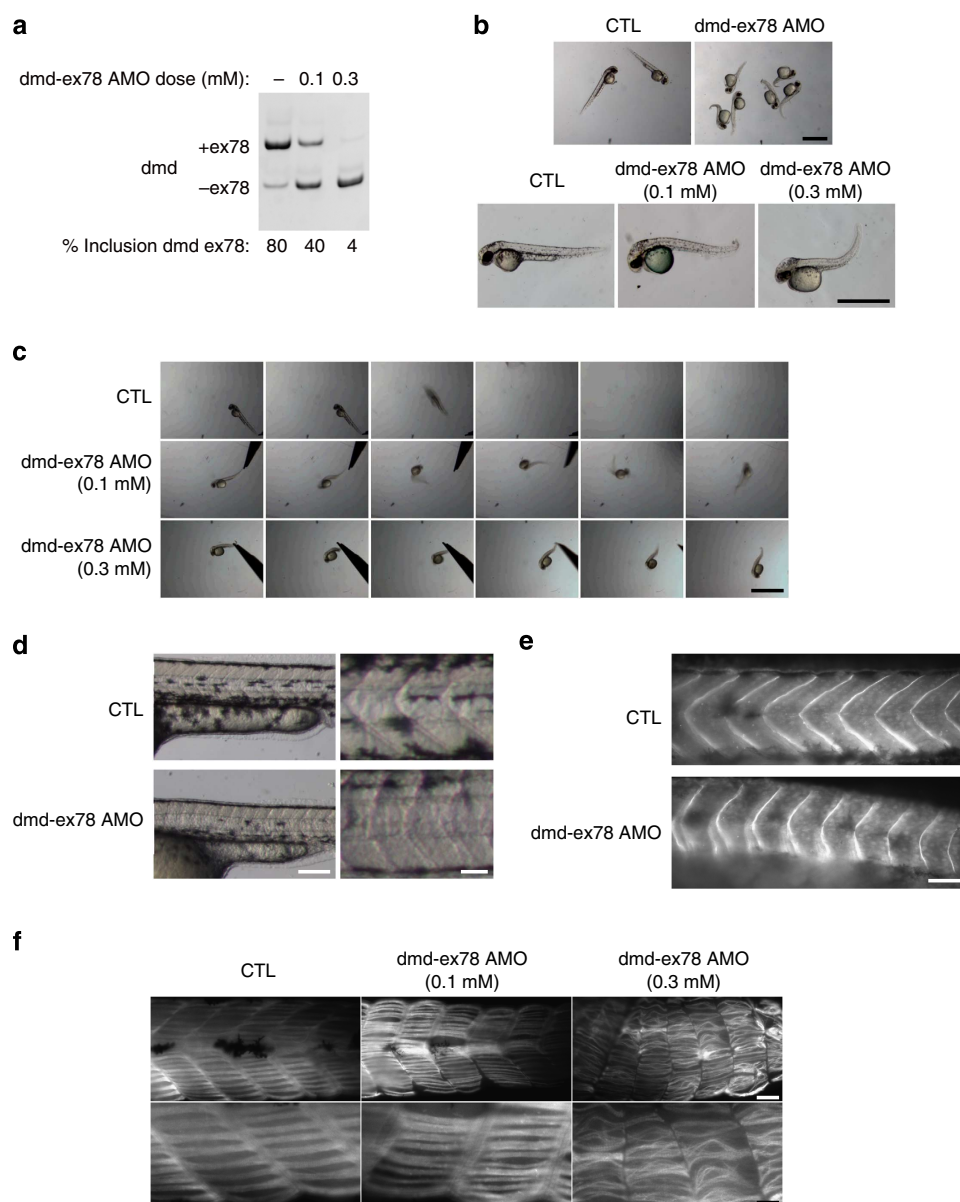 a
dmd-ex78 AMO dose (mM): – 0.1 0.3
+ex78
dmd
–ex78
% Inclusion dmd ex78: 80 40 4
b
CTL dmd-ex78 AMO
CTL dmd-ex78 AMO (0.1 mM) dmd-ex78 AMO (0.3 mM)
c
CTL
dmd-ex78 AMO
(0.1 mM)
dmd-ex78 AMO
(0.3 mM)
d
CTL
dmd-ex78 AMO
e
CTL
dmd-ex78 AMO
f
CTL dmd-ex78 AMO (0.1 mM) dmd-ex78 AMO (0.3 mM)